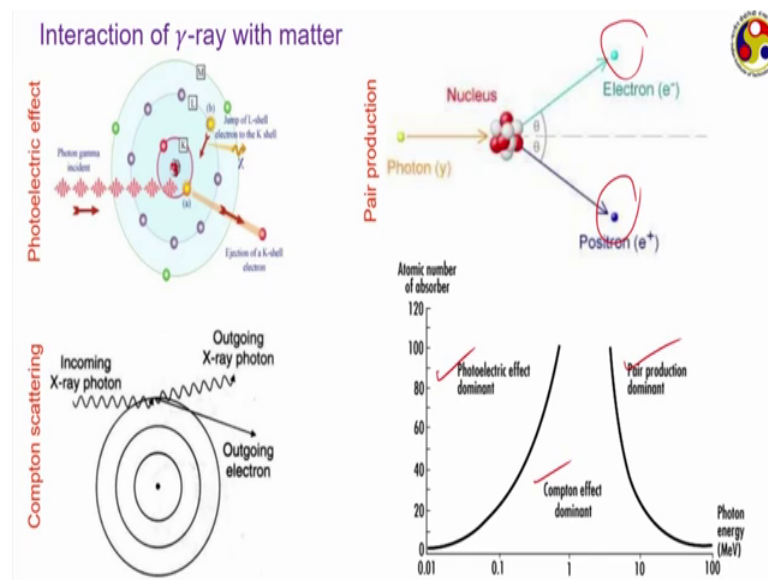 Interaction of γ-ray with matter
Photoelectric effect
M
L
K
(b)
Jump of L-shell
electron to the K shell
Photon gamma
incident
(a)
Ejection of a K-shell
electron
Pair production
Nucleus
Electron (e⁻)
θ
θ
Photon (y)
Positron (e⁺)
Compton scattering
Incoming
X-ray photon
Outgoing
X-ray photon
Outgoing
electron
Atomic number
of absorber
120
100
80
60
40
20
0
Photoelectric effect
dominant
Pair production
dominant
Compton effect
dominant
Photon
energy
(MeV)
0.01
0.1
1
10
100